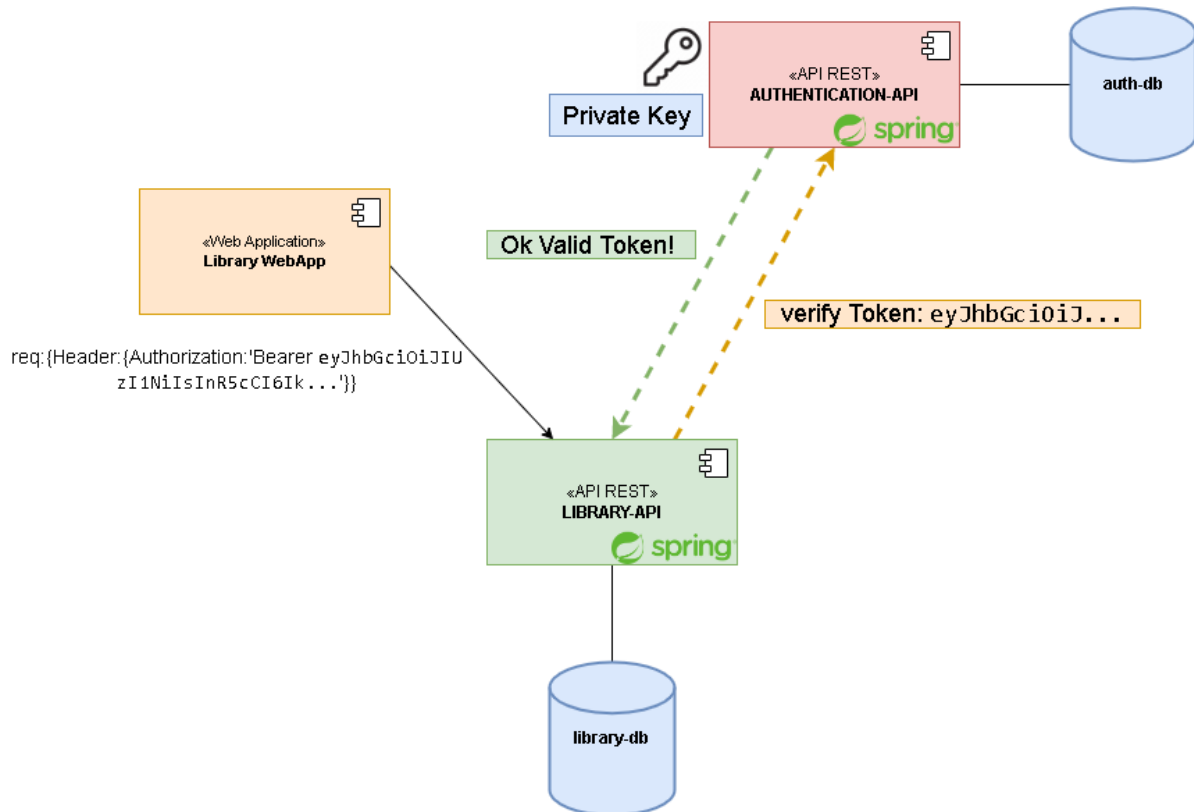 «API REST»
AUTHENTICATION-API
spring
Private Key
auth-db
«Web Application»
Library WebApp
Ok Valid Token!
verify Token: eyJhbGciOiJ...
req:{Header:{Authorization:'Bearer eyJhbGciOiJIU
zI1NiIsInR5cCI6Ik...'}}
«API REST»
LIBRARY-API
spring
library-db